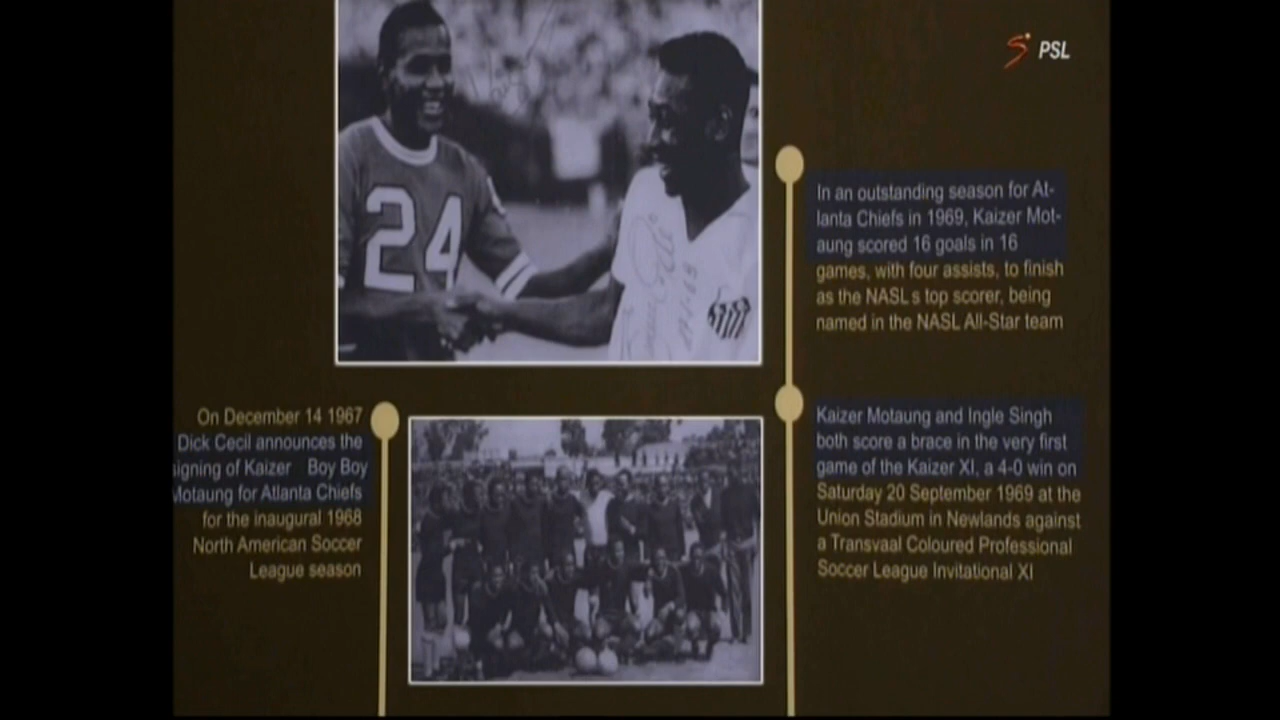 PSL
24
In an outstanding season for At-
lanta Chiefs in 1969, Kaizer Mot-
aung scored 16 goals in 16
games, with four assists, to finish
as the NASL s top scorer, being
named in the NASL All-Star team
On December 14 1967
Dick Cecil announces the
igning of Kaizer Boy Boy
Motaung for Atlanta Chiefs
for the inaugural 1968
North American Soccer
League season
Kaizer Motaung and Ingle Singh
both score a brace in the very first
game of the Kaizer XI, a 4-0 win on
Saturday 20 September 1969 at the
Union Stadium in Newlands against
a Transvaal Coloured Professional
Soccer League Invitational XI